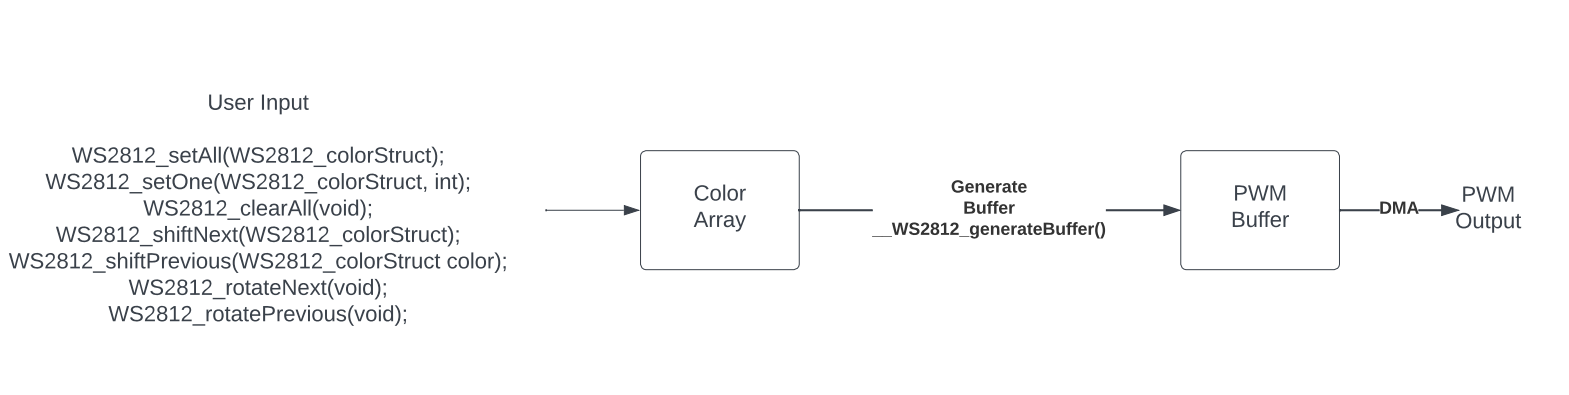 User Input
WS2812_setAll(WS2812_colorStruct);
WS2812_setOne(WS2812_colorStruct, int);
WS2812_clearAll(void);
WS2812_shiftNext(WS2812_colorStruct);
WS2812_shiftPrevious(WS2812_colorStruct color);
WS2812_rotateNext(void);
WS2812_rotatePrevious(void);
Color
Array
Generate
Buffer
__WS2812_generateBuffer()
PWM
Buffer
DMA
PWM
Output